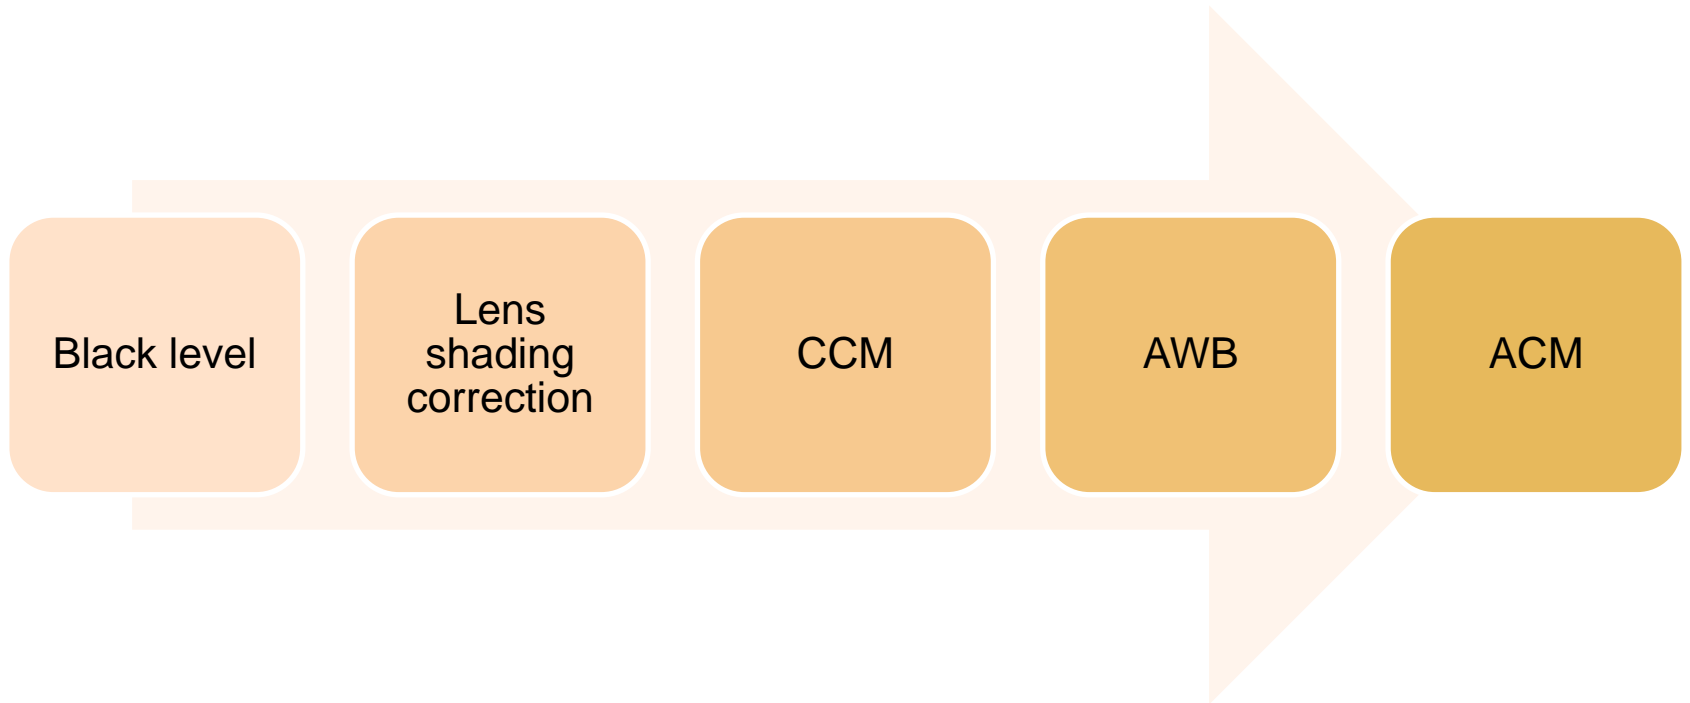 Black level
Lens
shading
correction
CCM
AWB
ACM